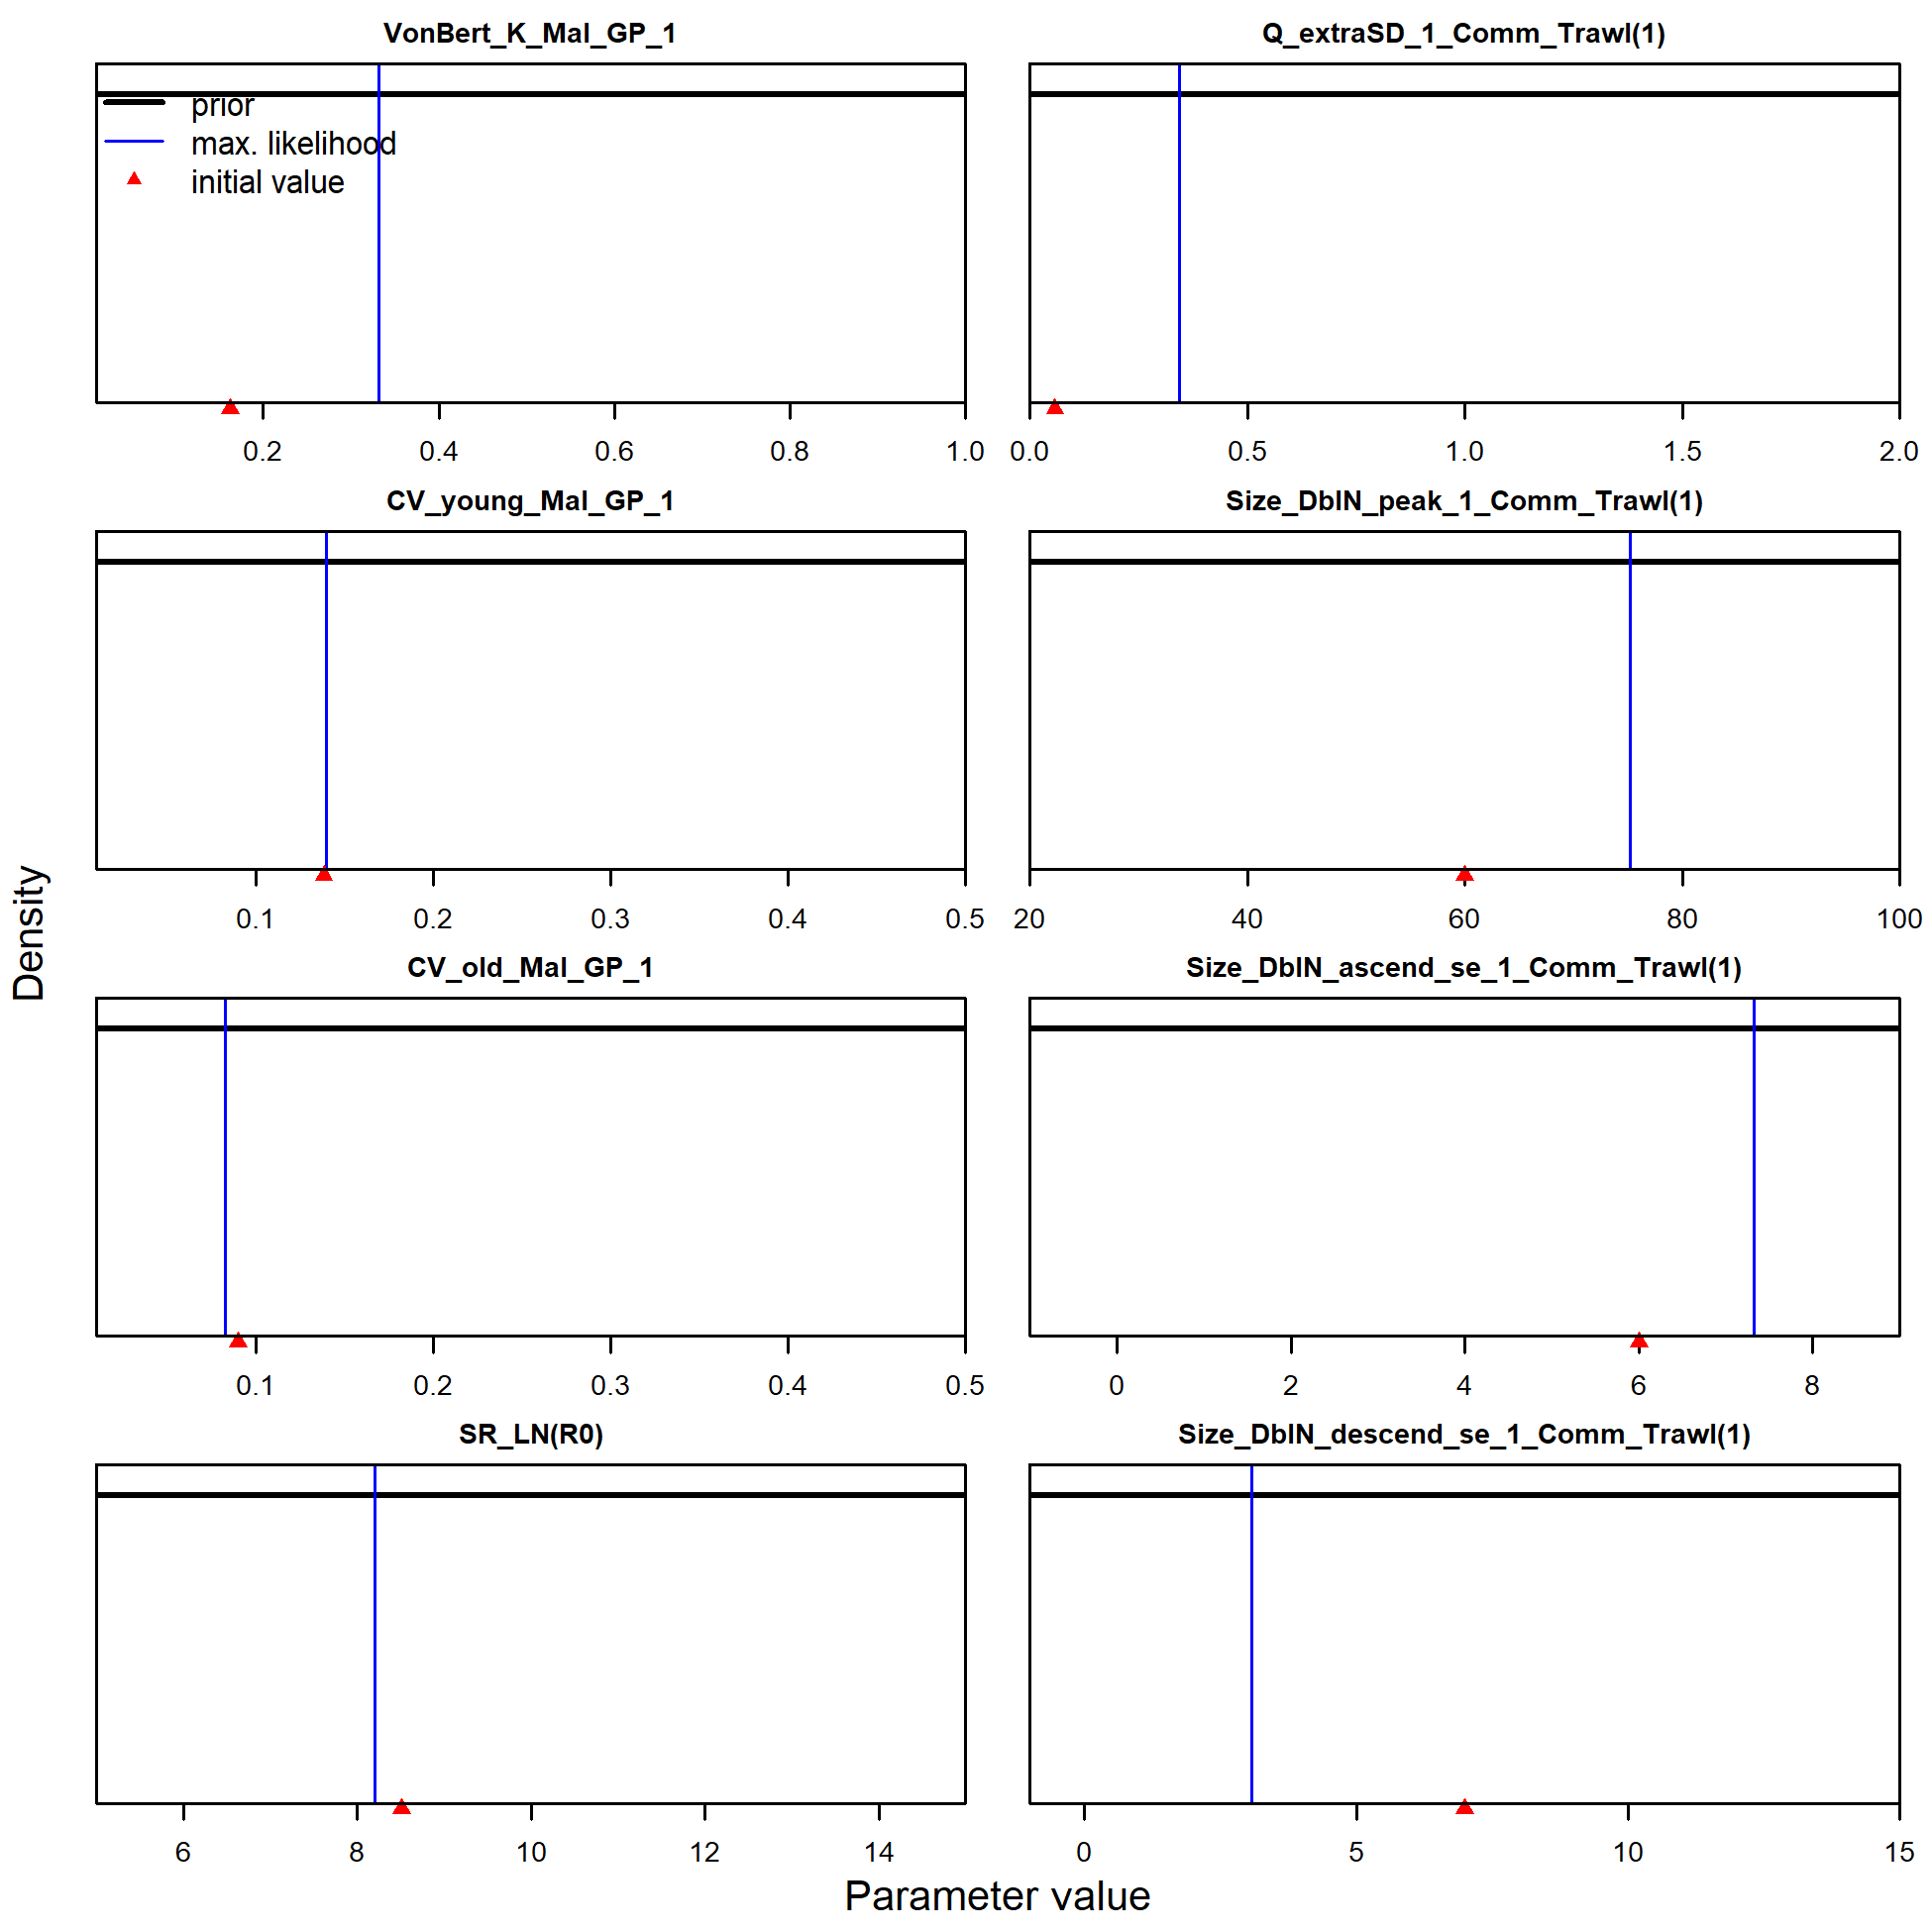 VonBert_K_Mal_GP_1
prior
max. likelihood
initial value
0.2 0.4 0.6 0.8 1.0
Q_extraSD_1_Comm_Trawl(1)
0.0 0.5 1.0 1.5 2.0
CV_young_Mal_GP_1
0.1 0.2 0.3 0.4 0.5
Size_DblN_peak_1_Comm_Trawl(1)
20 40 60 80 100
CV_old_Mal_GP_1
0.1 0.2 0.3 0.4 0.5
Size_DblN_ascend_se_1_Comm_Trawl(1)
0 2 4 6 8
SR_LN(R0)
6 8 10 12 14
Size_DblN_descend_se_1_Comm_Trawl(1)
0 5 10 15
Density
Parameter value